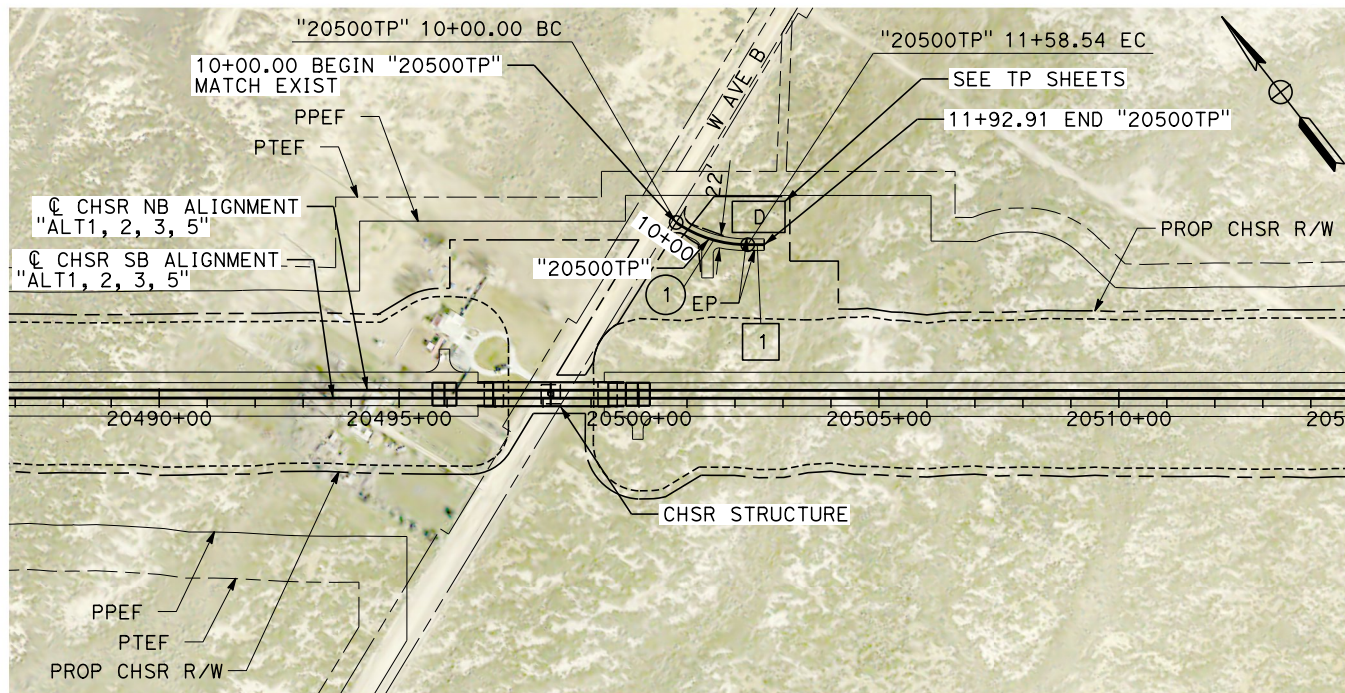 "20500TP" 10+00.00 BC
"20500TP" 11+58.54 EC
10+00.00 BEGIN "20500TP"
MATCH EXIST
W AVE B
SEE TP SHEETS
PPEF
11+92.91 END "20500TP"
PTEF
22'
℄ CHSR NB ALIGNMENT
"ALT1, 2, 3, 5"
D
10+00
PROP CHSR R/W
℄ CHSR SB ALIGNMENT
"ALT1, 2, 3, 5"
"20500TP"
1
EP
1
20490+00
20495+00
20500+00
20505+00
20510+00
205
CHSR STRUCTURE
PPEF
PTEF
PROP CHSR R/W